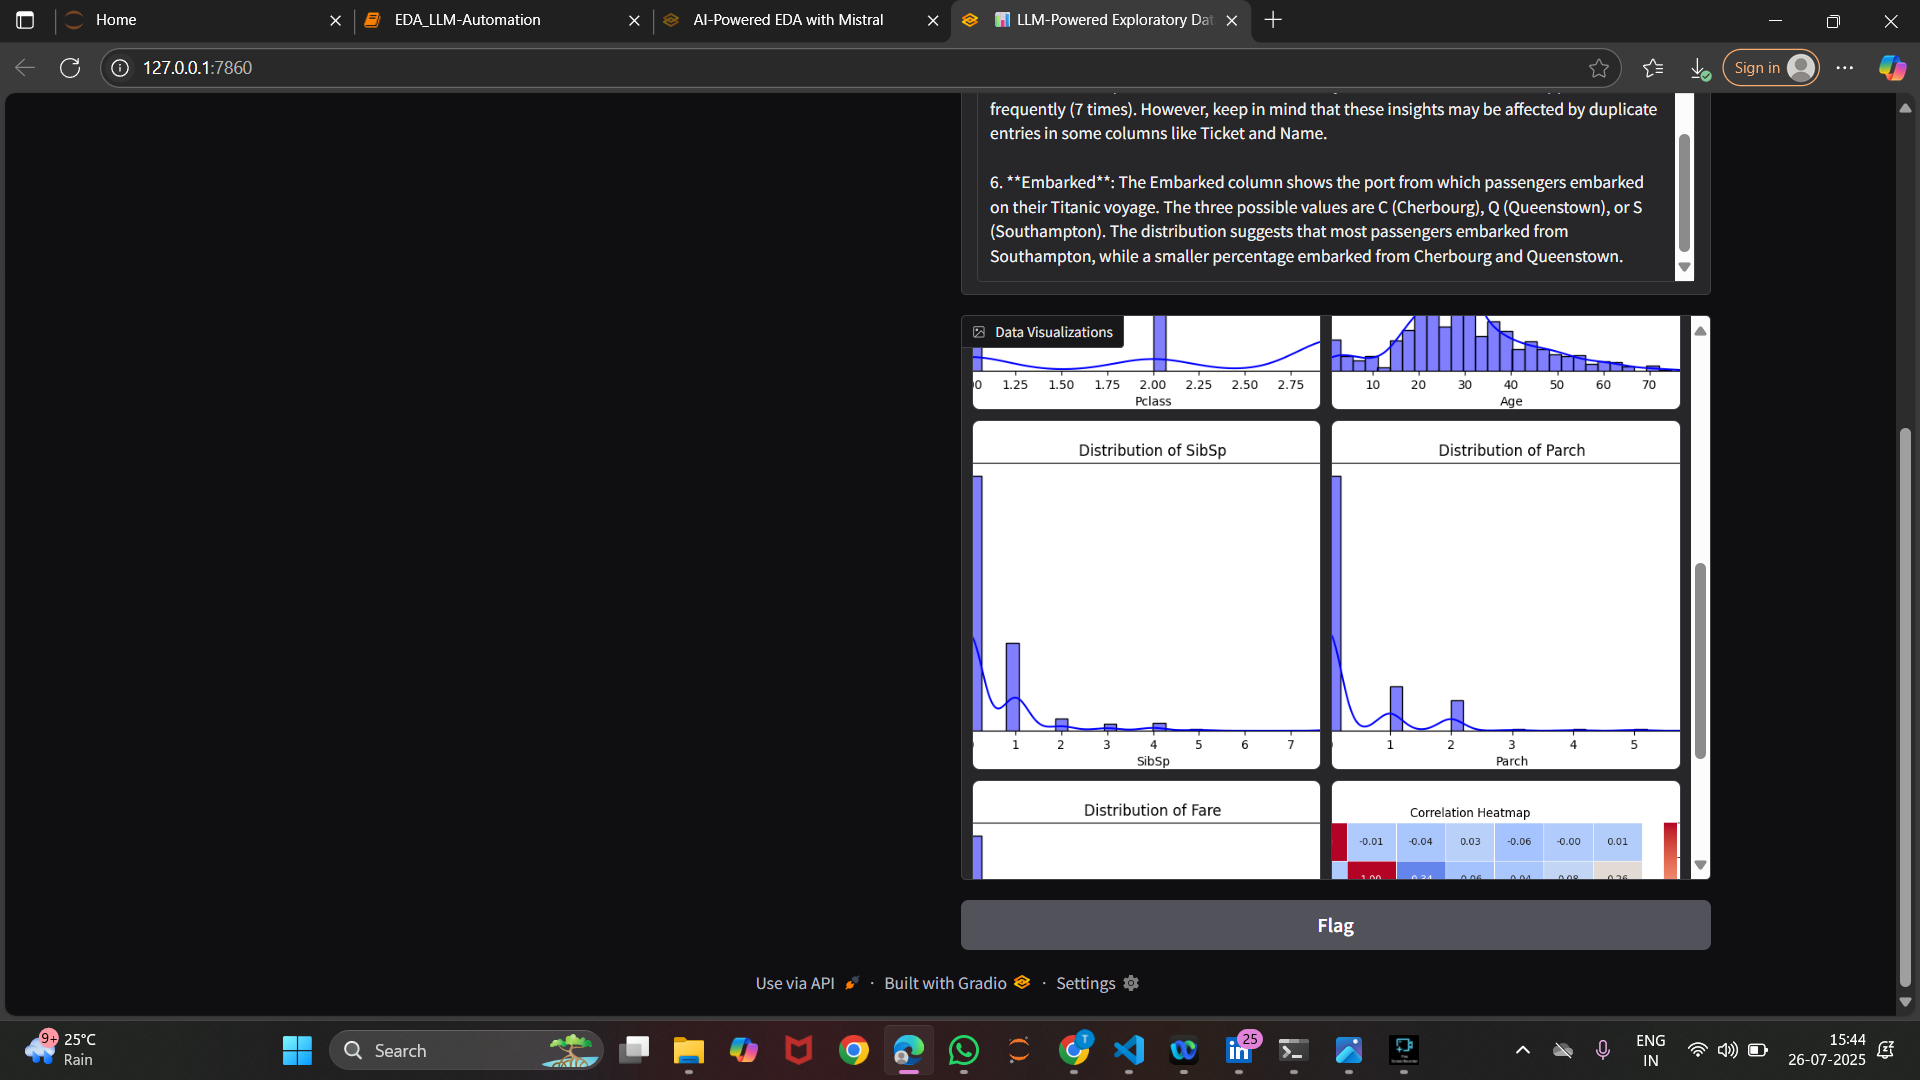 Home
EDA_LLM-Automation
AI-Powered EDA with Mistral
LLM-Powered Exploratory Dat
127.0.0.1:7860
Sign in
frequently (7 times). However, keep in mind that these insights may be affected by duplicate
entries in some columns like Ticket and Name.
6. **Embarked**: The Embarked column shows the port from which passengers embarked
on their Titanic voyage. The three possible values are C (Cherbourg), Q (Queenstown), or S
(Southampton). The distribution suggests that most passengers embarked from
Southampton, while a smaller percentage embarked from Cherbourg and Queenstown.
Data Visualizations
1.25 1.50 1.75 2.00 2.25 2.50 2.75
Pclass
10 20 30 40 50 60 70
Age
Distribution of SibSp
1 2 3 4 5 6 7
SibSp
Distribution of Parch
1 2 3 4 5
Parch
Distribution of Fare
Correlation Heatmap
-0.01 -0.04 0.03 -0.06 -0.00 0.01
Flag
Use via API · Built with Gradio · Settings
9+
25°C
Rain
Search
T
25
ENG
IN
15:44
26-07-2025